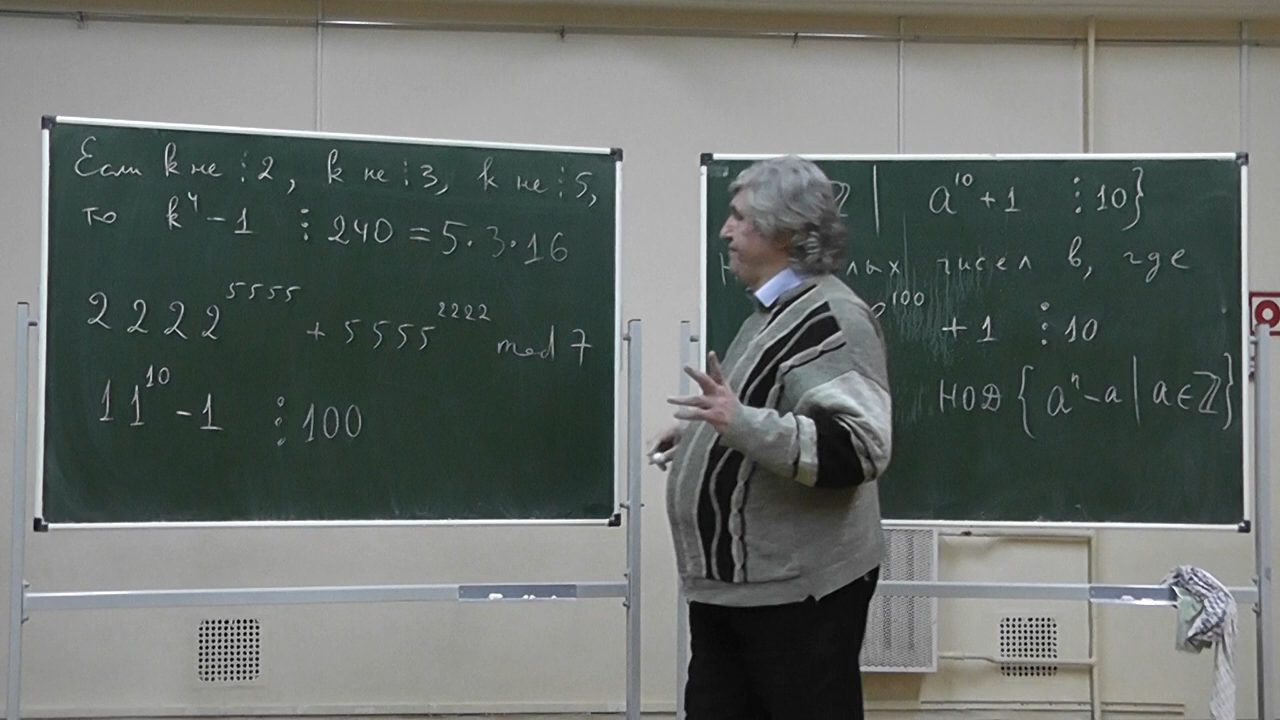 Если k не ⋮ 2, k не ⋮ 3, k не ⋮ 5,
то k⁴ - 1 ⋮ 240 = 5·3·16
2222⁵⁵⁵⁵ + 5555²²²² mod 7
11¹⁰ - 1 ⋮ 100
ℤ | a¹⁰ + 1 ⋮ 10}
чисел b, где
¹⁰⁰ + 1 ⋮ 10
НОД {aⁿ - a | a ∈ ℤ}